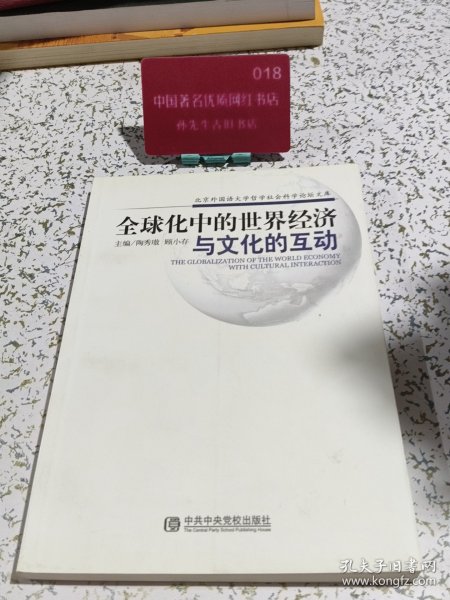 018
中国著名优质网红书店
孙先生古旧书店
北京外国语大学哲学社会科学论坛文库
全球化中的世界经济
主编/陶秀璈 顾小存
与文化的互动
THE GLOBALIZATION OF THE WORLD ECONOMY
WITH CULTURAL INTERACTION
中共中央党校出版社
The Central Party School Publishing House
孔夫子旧书网
www.kongfz.com